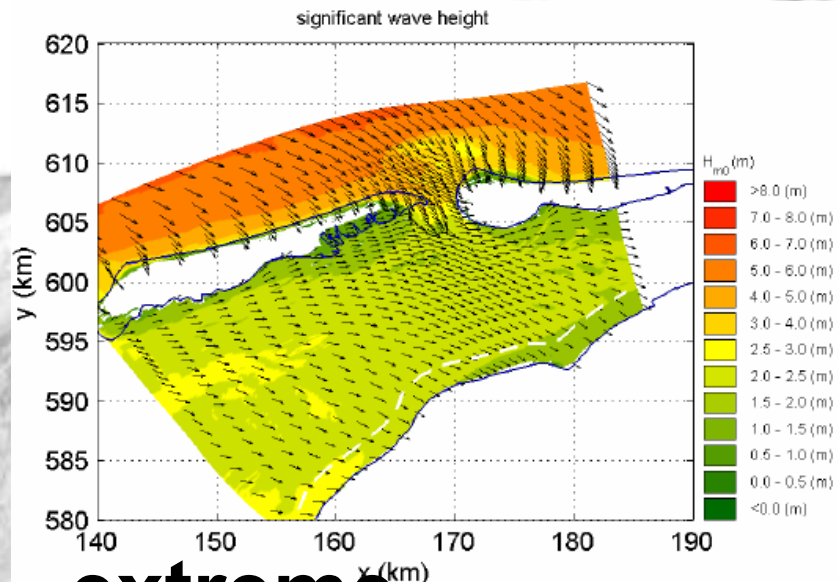 significant wave height
620
615
610
605
600
595
590
585
580
y (km)
140 150 160 170 180 190
x (km)
H_m0 (m)
>8.0 (m)
7.0 - 8.0 (m)
6.0 - 7.0 (m)
5.0 - 6.0 (m)
4.0 - 5.0 (m)
3.0 - 4.0 (m)
2.5 - 3.0 (m)
2.0 - 2.5 (m)
1.5 - 2.0 (m)
1.0 - 1.5 (m)
0.5 - 1.0 (m)
0.0 - 0.5 (m)
<0.0 (m)
extreme